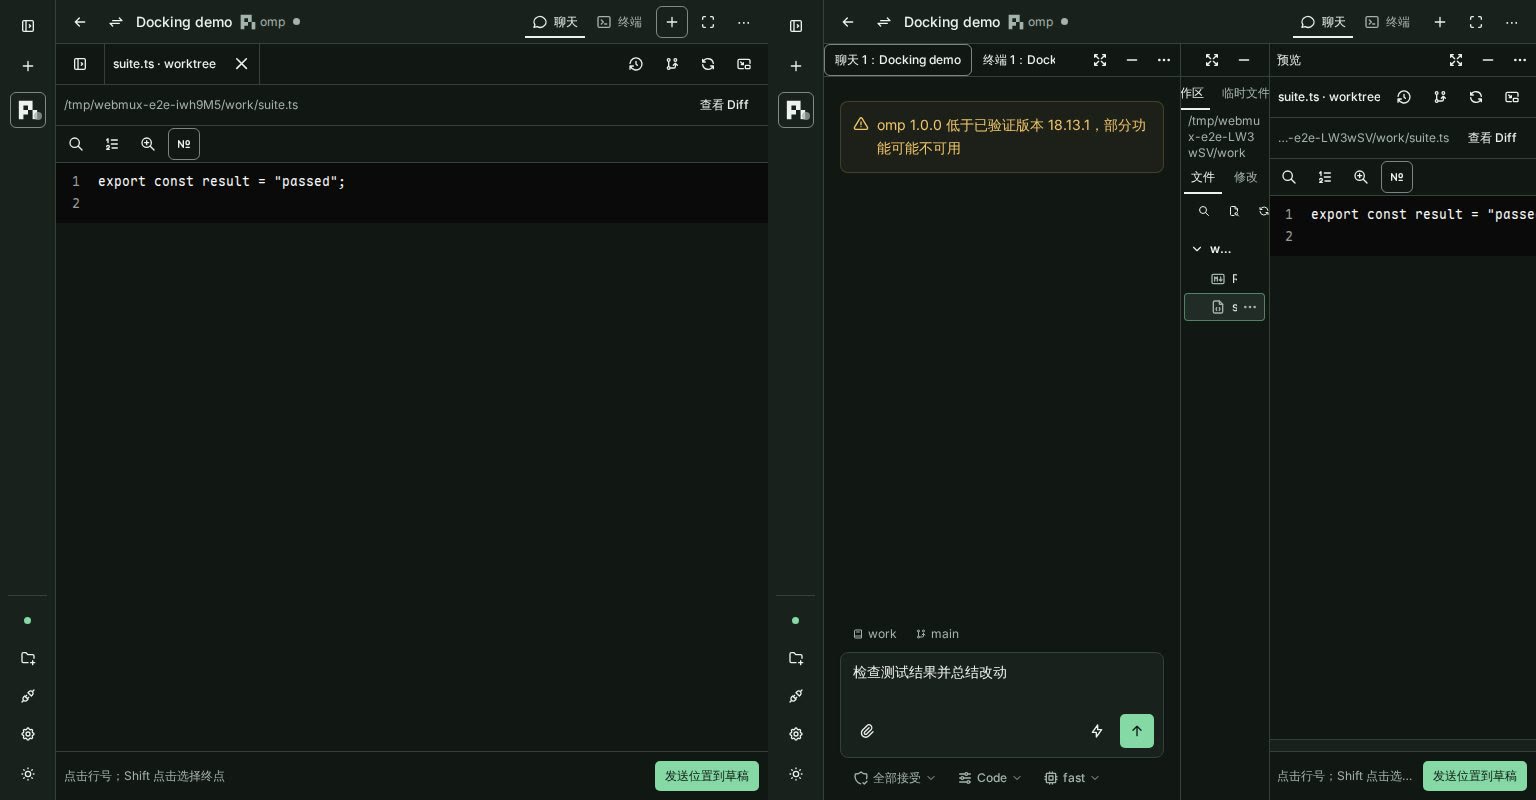 Docking demo omp 聊天 终端
suite.ts · worktree
/tmp/webmux-e2e-iwh9M5/work/suite.ts 查看 Diff
№
1 export const result = "passed";
2
点击行号；Shift 点击选择终点 发送位置到草稿
Docking demo omp 聊天 终端
聊天 1：Docking demo 终端 1：Dock
omp 1.0.0 低于已验证版本 18.13.1，部分功
能可能不可用
work main
检查测试结果并总结改动
全部接受 Code fast
作区 临时文件
/tmp/webmu
x-e2e-LW3
wSV/work
文件 修改
w...
s
预览
suite.ts · worktree
...-e2e-LW3wSV/work/suite.ts 查看 Diff
№
1 export const result = "passe
2
点击行号；Shift 点击选... 发送位置到草稿